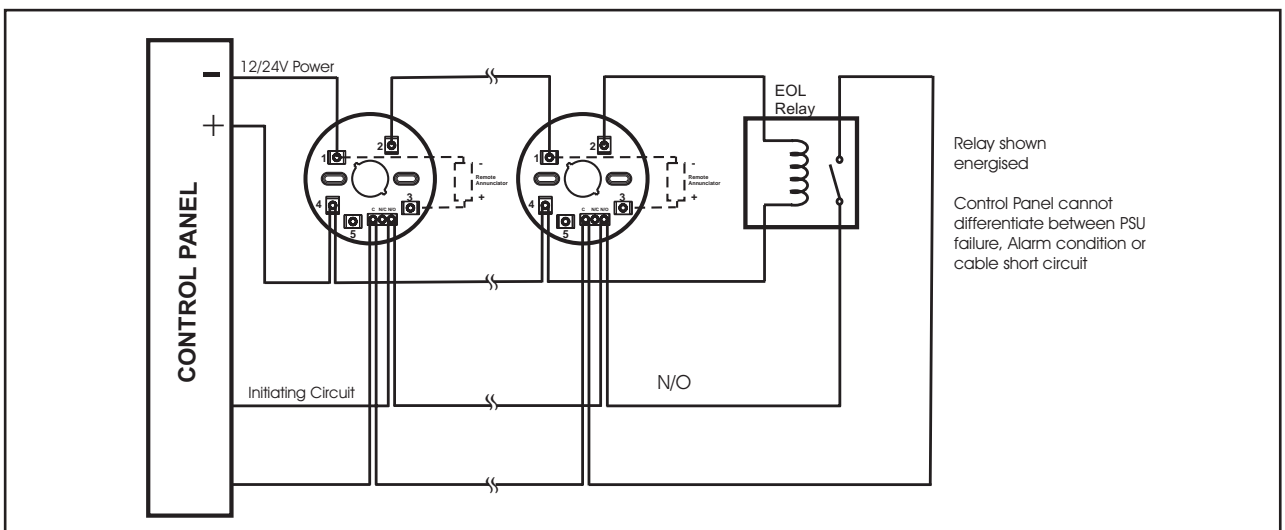 CONTROL PANEL
-
12/24V Power
+
1
2
3
4
5
C N/C N/O
-
Remote
Annunciator
+
1
2
3
4
5
C N/C N/O
-
Remote
Annunciator
+
EOL
Relay
Relay shown
energised
Control Panel cannot
differentiate between PSU
failure, Alarm condition or
cable short circuit
Initiating Circuit
N/O